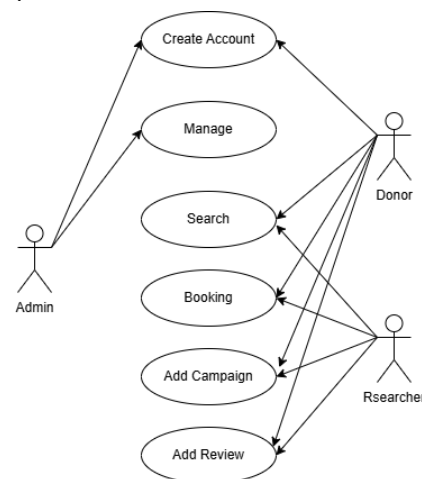 Create Account
Manage
Donor
Search
Admin
Booking
Add Campaign
Rsearcher
Add Review